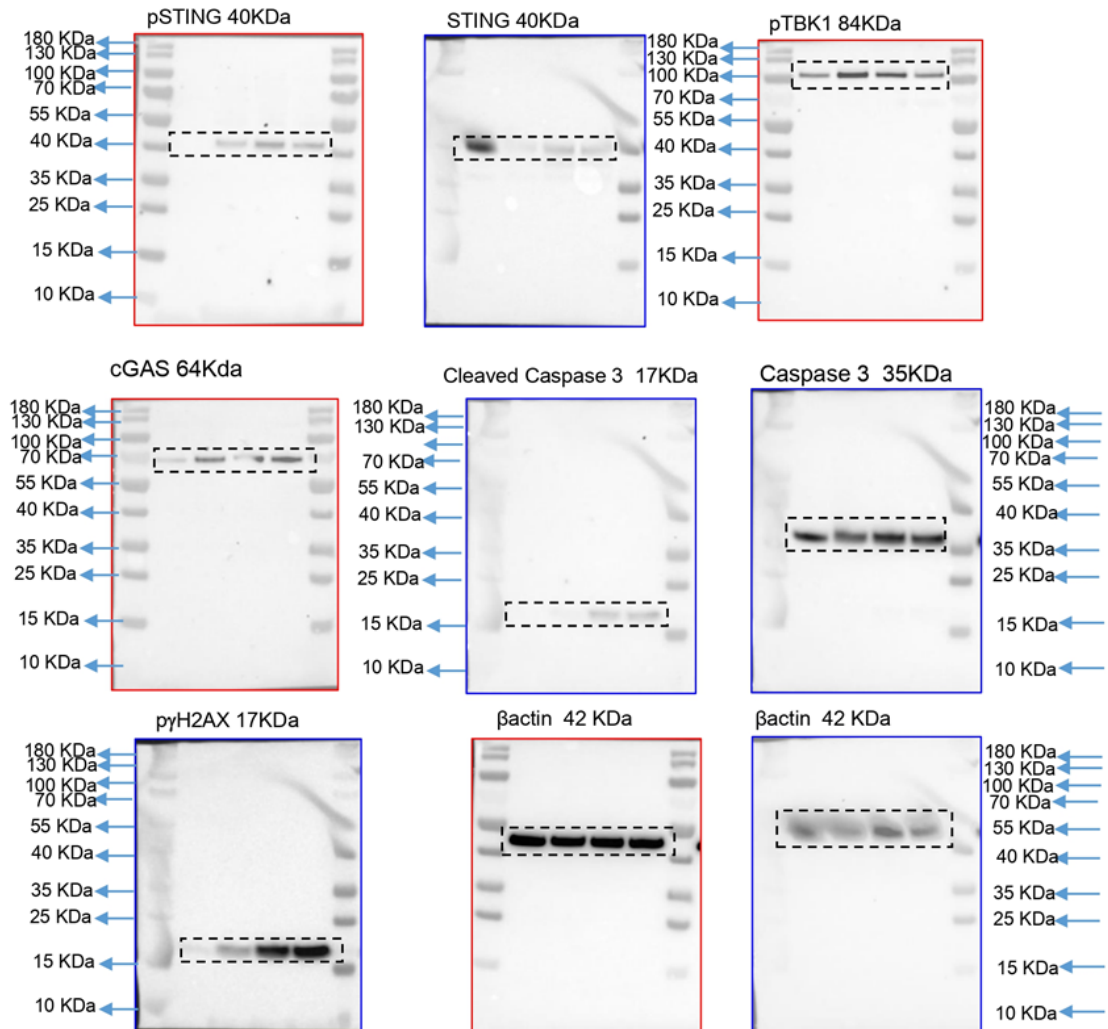 pSTING 40KDa
180 KDa
130 KDa
100 KDa
70 KDa
55 KDa
40 KDa
35 KDa
25 KDa
15 KDa
10 KDa
STING 40KDa
pTBK1 84KDa
180 KDa
130 KDa
100 KDa
70 KDa
55 KDa
40 KDa
35 KDa
25 KDa
15 KDa
10 KDa
cGAS 64Kda
180 KDa
130 KDa
100 KDa
70 KDa
55 KDa
40 KDa
35 KDa
25 KDa
15 KDa
10 KDa
Cleaved Caspase 3 17KDa
180 KDa
130 KDa
70 KDa
55 KDa
40 KDa
35 KDa
25 KDa
15 KDa
10 KDa
Caspase 3 35KDa
180 KDa
130 KDa
100 KDa
70 KDa
55 KDa
40 KDa
35 KDa
25 KDa
15 KDa
10 KDa
pγH2AX 17KDa
180 KDa
130 KDa
100 KDa
70 KDa
55 KDa
40 KDa
35 KDa
25 KDa
15 KDa
10 KDa
βactin 42 KDa
βactin 42 KDa
180 KDa
130 KDa
100 KDa
70 KDa
55 KDa
40 KDa
35 KDa
25 KDa
15 KDa
10 KDa